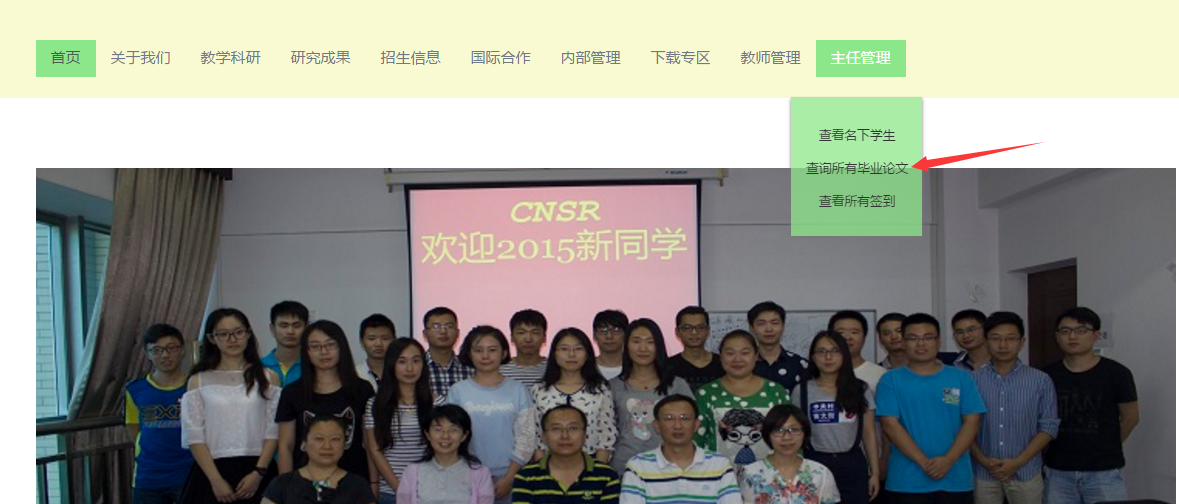 首页 关于我们 教学科研 研究成果 招生信息 国际合作 内部管理 下载专区 教师管理 主任管理
查看名下学生
查询所有毕业论文
查看所有签到
CNSR
欢迎2015新同学